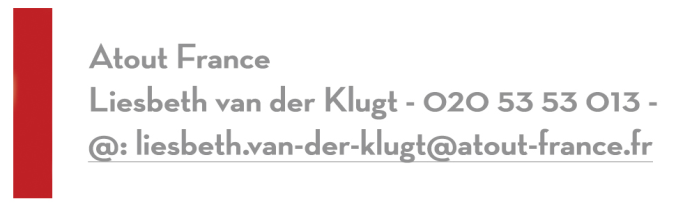 Atout France
Liesbeth van der Klugt - 020 53 53 013 -
@: liesbeth.van-der-klugt@atout-france.fr